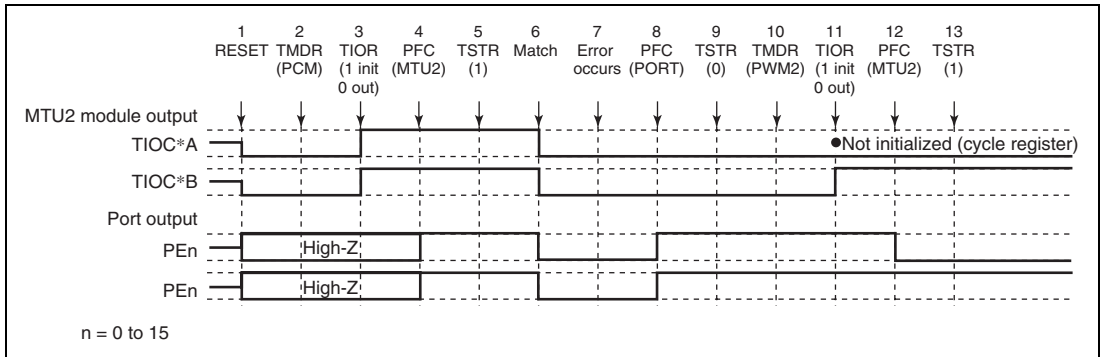 1 2 3 4 5 6 7 8 9 10 11 12 13
RESET TMDR TIOR PFC TSTR Match Error PFC TSTR TMDR TIOR PFC TSTR
(PCM) (1 init (MTU2) (1) occurs (PORT) (0) (PWM2) (1 init (MTU2) (1)
0 out) 0 out)
MTU2 module output
TIOC*A
●Not initialized (cycle register)
TIOC*B
Port output
PEn
High-Z
PEn
High-Z
n = 0 to 15